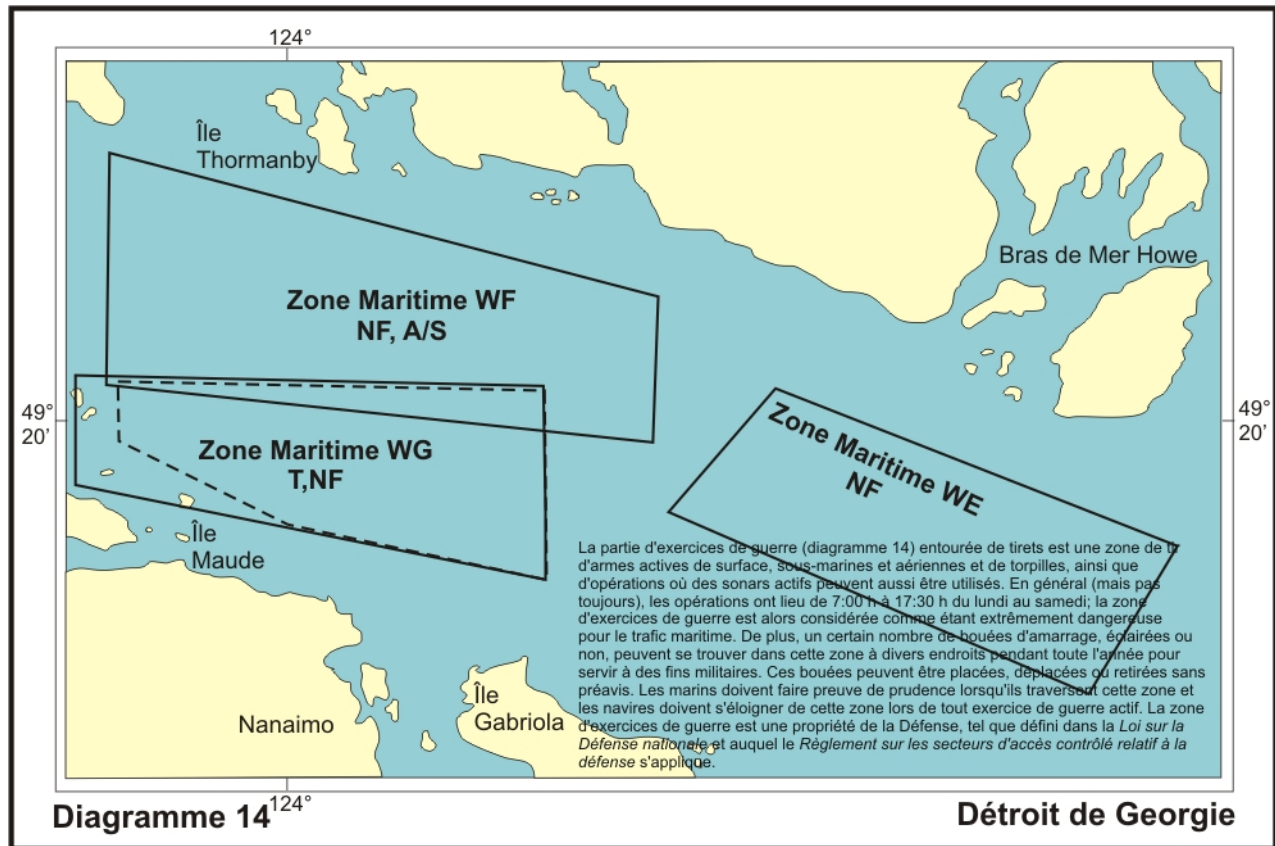 124°
Île
Thormanby
Bras de Mer Howe
Zone Maritime WF
NF, A/S
49°
20'
49°
20'
Zone Maritime WG
T,NF
Zone Maritime WE
NF
Île
Maude
La partie d'exercices de guerre (diagramme 14) entourée de tirets est une zone de tir
d'armes actives de surface, sous-marines et aériennes et de torpilles, ainsi que
d'opérations où des sonars actifs peuvent aussi être utilisés. En général (mais pas
toujours), les opérations ont lieu de 7:00 h à 17:30 h du lundi au samedi; la zone
d'exercices de guerre est alors considérée comme étant extrêmement dangereuse
pour le trafic maritime. De plus, un certain nombre de bouées d'amarrage, éclairées ou
non, peuvent se trouver dans cette zone à divers endroits pendant toute l'année pour
servir à des fins militaires. Ces bouées peuvent être placées, déplacées ou retirées sans
préavis. Les marins doivent faire preuve de prudence lorsqu'ils traversent cette zone et
les navires doivent s'éloigner de cette zone lors de tout exercice de guerre actif. La zone
d'exercices de guerre est une propriété de la Défense, tel que défini dans la Loi sur la
Défense nationale et auquel le Règlement sur les secteurs d'accès contrôlé relatif à la
défense s'applique.
Île
Gabriola
Nanaimo
124°
Diagramme 14
Détroit de Georgie